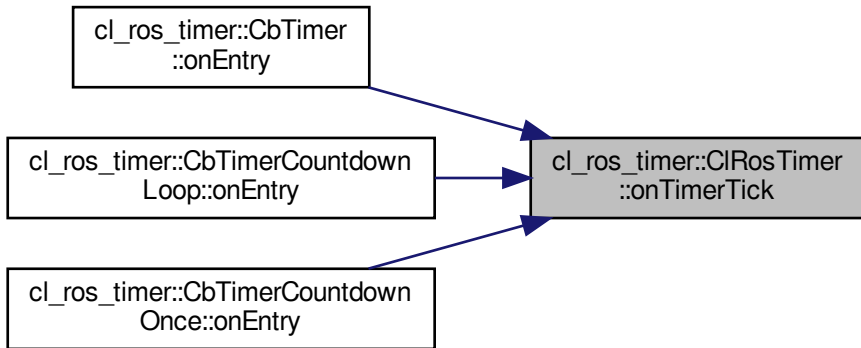 cl_ros_timer::CbTimer
::onEntry
cl_ros_timer::CbTimerCountdown
Loop::onEntry
cl_ros_timer::ClRosTimer
::onTimerTick
cl_ros_timer::CbTimerCountdown
Once::onEntry